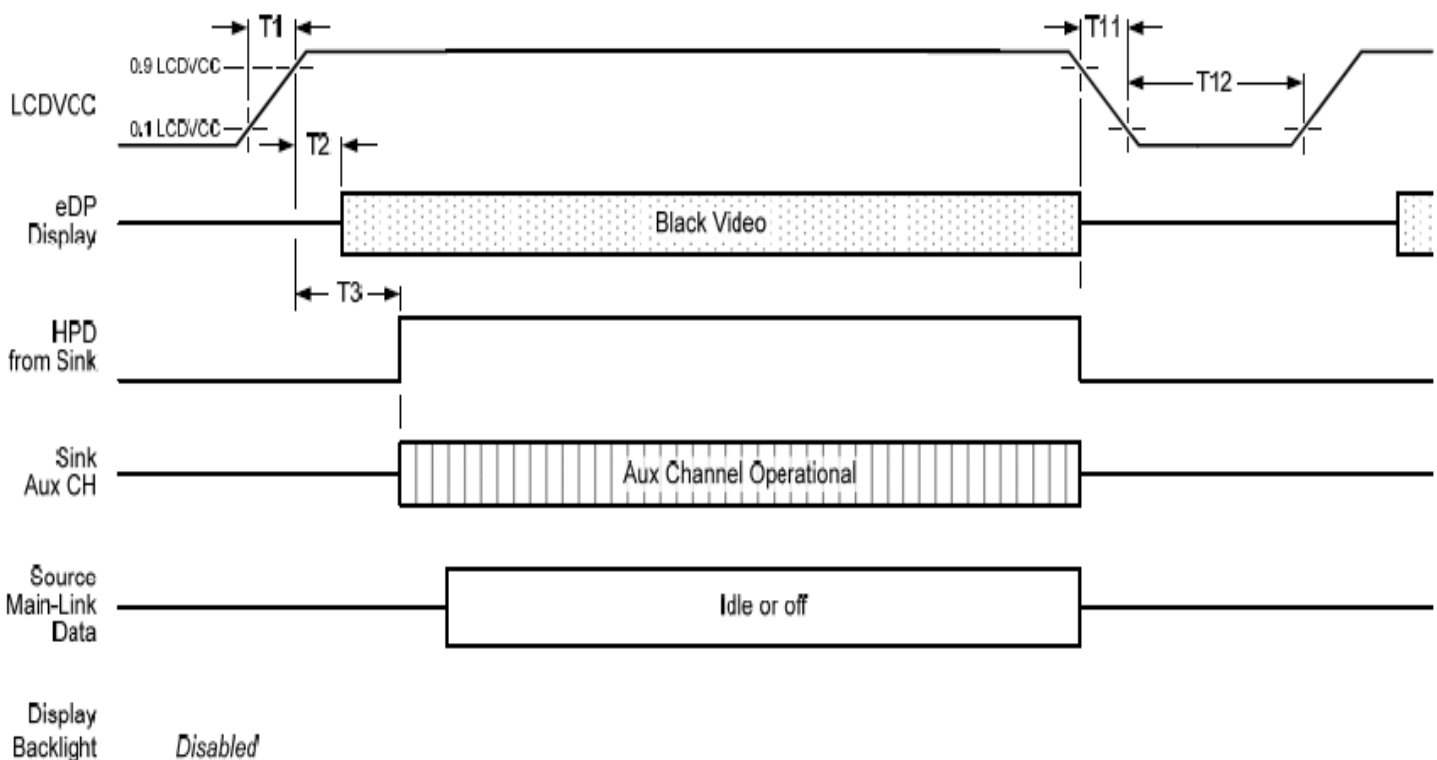 T1
T11
0.9 LCDVCC
T12
LCDVCC
0.1 LCDVCC
T2
eDP
Display
Black Video
T3
HPD
from Sink
Sink
Aux CH
Aux Channel Operational
Source
Main-Link
Data
Idle or off
Display
Backlight
Disabled